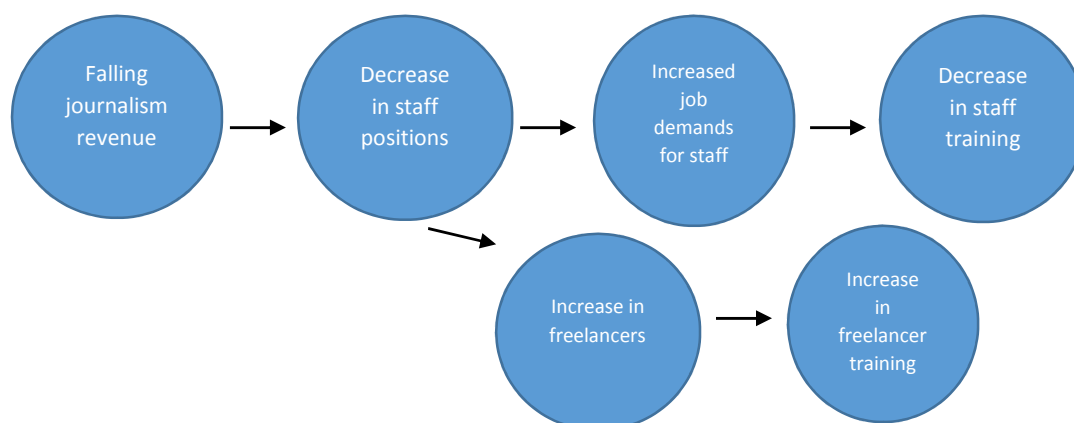 Falling
journalism
revenue
Decrease
in staff
positions
Increased
job
demands
for staff
Decrease
in staff
training
Increase in
freelancers
Increase
in
freelancer
training